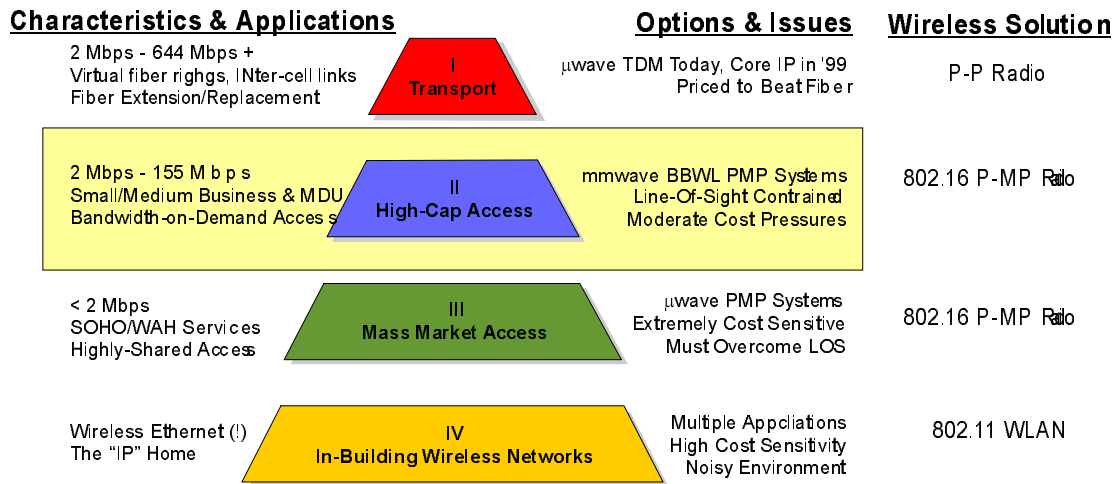 Characteristics & Applications
Options & Issues
Wireless Solution
2 Mbps - 644 Mbps +
Virtual fiber righgs, INter-cell links
Fiber Extension/Replacement
I
Transport
µwave TDM Today, Core IP in '99
Priced to Beat Fiber
P-P Radio
2 Mbps - 155 Mbps
Small/Medium Business & MDU
Bandwidth-on-Demand Access
II
High-Cap Access
mmwave BBWL PMP Systems
Line-Of-Sight Contrained
Moderate Cost Pressures
802.16 P-MP Radio
< 2 Mbps
SOHO/WAH Services
Highly-Shared Access
III
Mass Market Access
µwave PMP Systems
Extremely Cost Sensitive
Must Overcome LOS
802.16 P-MP Radio
Wireless Ethernet (!)
The “IP” Home
IV
In-Building Wireless Networks
Multiple Appcliations
High Cost Sensitivity
Noisy Environment
802.11 WLAN